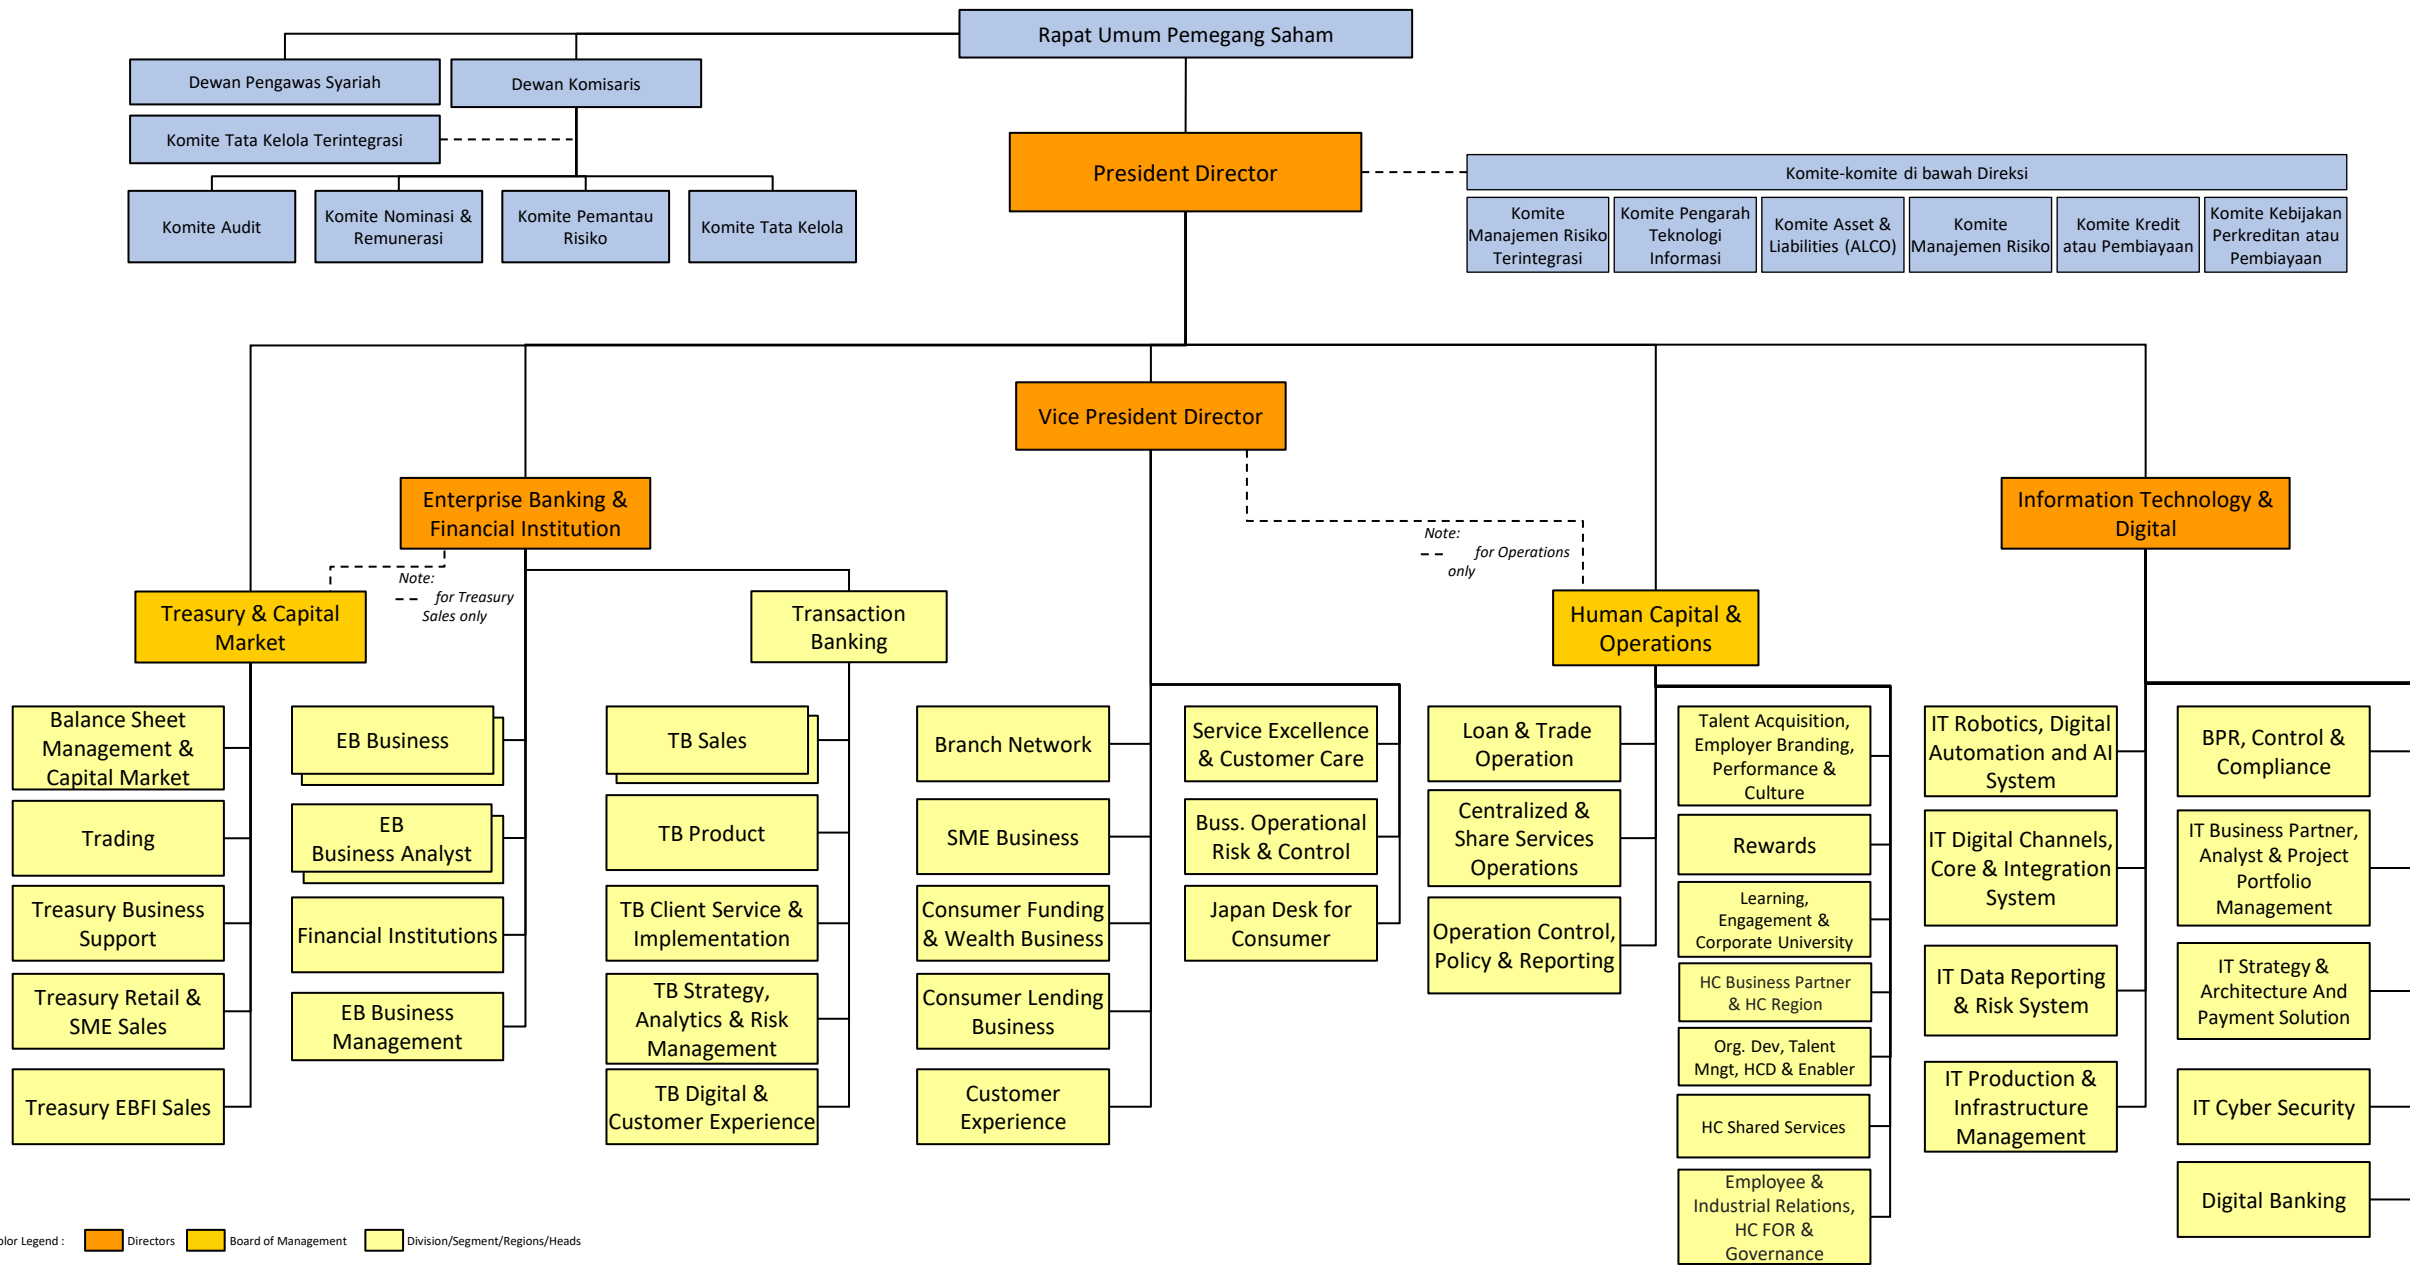 Rapat Umum Pemegang Saham
Dewan Pengawas Syariah
Dewan Komisaris
Komite Tata Kelola Terintegrasi
President Director
Komite Audit
Komite Nominasi &
Remunerasi
Komite Pemantau
Risiko
Komite Tata Kelola
Komite-komite di bawah Direksi
Komite
Manajemen Risiko
Terintegrasi
Komite Pengarah
Teknologi
Informasi
Komite Asset &
Liabilities (ALCO)
Komite
Manajemen Risiko
Komite Kredit
atau Pembiayaan
Komite Kebijakan
Perkreditan atau
Pembiayaan
Vice President Director
Enterprise Banking &
Financial Institution
Note:
for Treasury
Sales only
Note:
for Operations
only
Information Technology &
Digital
Treasury & Capital
Market
Transaction
Banking
Human Capital &
Operations
Balance Sheet
Management &
Capital Market
Trading
Treasury Business
Support
Treasury Retail &
SME Sales
Treasury EBFI Sales
EB Business
EB
Business Analyst
Financial Institutions
EB Business
Management
TB Sales
TB Product
TB Client Service &
Implementation
TB Strategy,
Analytics & Risk
Management
TB Digital &
Customer Experience
Branch Network
SME Business
Consumer Funding
& Wealth Business
Consumer Lending
Business
Customer
Experience
Service Excellence
& Customer Care
Buss. Operational
Risk & Control
Japan Desk for
Consumer
Loan & Trade
Operation
Centralized &
Share Services
Operations
Operation Control,
Policy & Reporting
Talent Acquisition,
Employer Branding,
Performance &
Culture
Rewards
Learning,
Engagement &
Corporate University
HC Business Partner
& HC Region
Org. Dev, Talent
Mngt, HCD & Enabler
HC Shared Services
Employee &
Industrial Relations,
HC FOR &
Governance
IT Robotics, Digital
Automation and AI
System
IT Digital Channels,
Core & Integration
System
IT Data Reporting
& Risk System
IT Production &
Infrastructure
Management
BPR, Control &
Compliance
IT Business Partner,
Analyst & Project
Portfolio
Management
IT Strategy &
Architecture And
Payment Solution
IT Cyber Security
Digital Banking
olor Legend :
Directors
Board of Management
Division/Segment/Regions/Heads